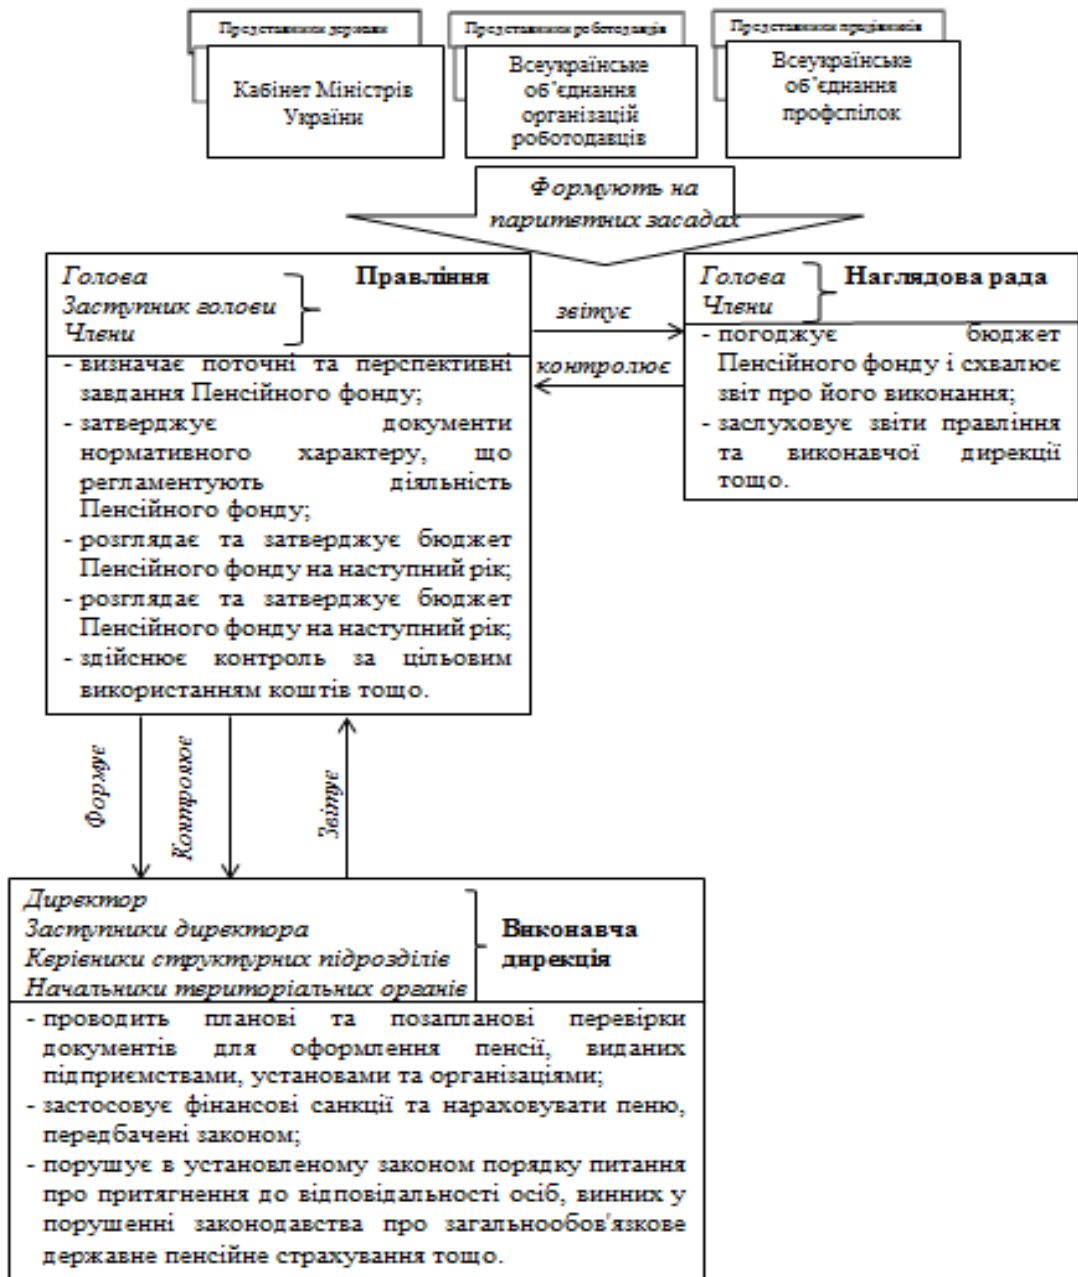 Представники держави
Представники роботодавців
Представники працівників
Кабінет Міністрів
України
Всеукраїнське
об’єднання
організацій
роботодавців
Всеукраїнське
об’єднання
профспілок
Формують на
паритетних засадах
Голова
Заступник голови
Члени
Правління
звітує
контролює
Голова
Члени
Наглядова рада
- погоджує бюджет
Пенсійного фонду і схвалює
звіт про його виконання;
- заслуховує звіти правління
та виконавчої дирекції
тощо.
- визначає поточні та перспективні
завдання Пенсійного фонду;
- затверджує документи
нормативного характеру, що
регламентують діяльність
Пенсійного фонду;
- розглядає та затверджує бюджет
Пенсійного фонду на наступний рік;
- розглядає та затверджує бюджет
Пенсійного фонду на наступний рік;
- здійснює контроль за цільовим
використанням коштів тощо.
Формує
Контролює
Звітує
Директор
Заступники директора
Керівники структурних підрозділів
Начальники територіальних органів
Виконавча
дирекція
- проводить планові та позапланові перевірки
документів для оформлення пенсії, виданих
підприємствами, установами та організаціями;
- застосовує фінансові санкції та нараховувати пеню,
передбачені законом;
- порушує в установленому законом порядку питання
про притягнення до відповідальності осіб, винних у
порушенні законодавства про загальнообов'язкове
державне пенсійне страхування тощо.